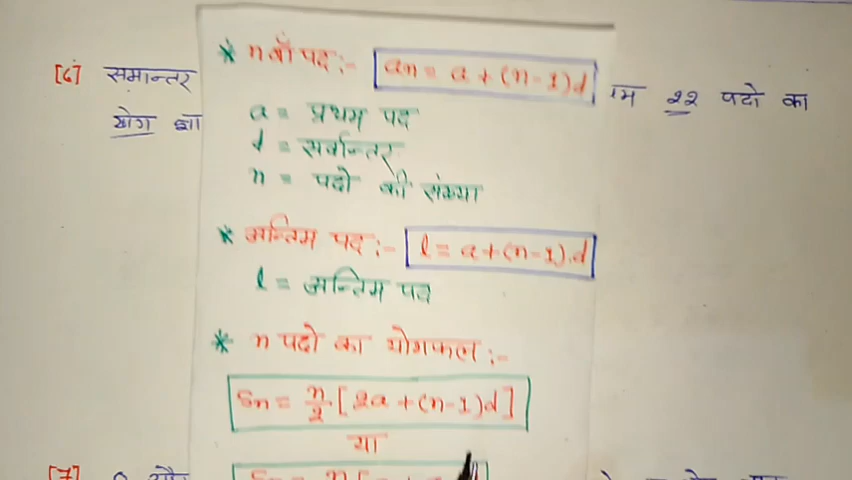 * n वाँ पद :- an = a + (n-1)d
[6] समान्तर
22 पदो का
योग ज्ञा
a = प्रथम पद
d = सर्वान्तर
n = पदो की संख्या
* अन्तिम पद :- l = a + (n-1).d
l = अन्तिम पद
* n पदो का योगफल :-
Sn = n/2 [2a + (n-1)d]
या
[7]